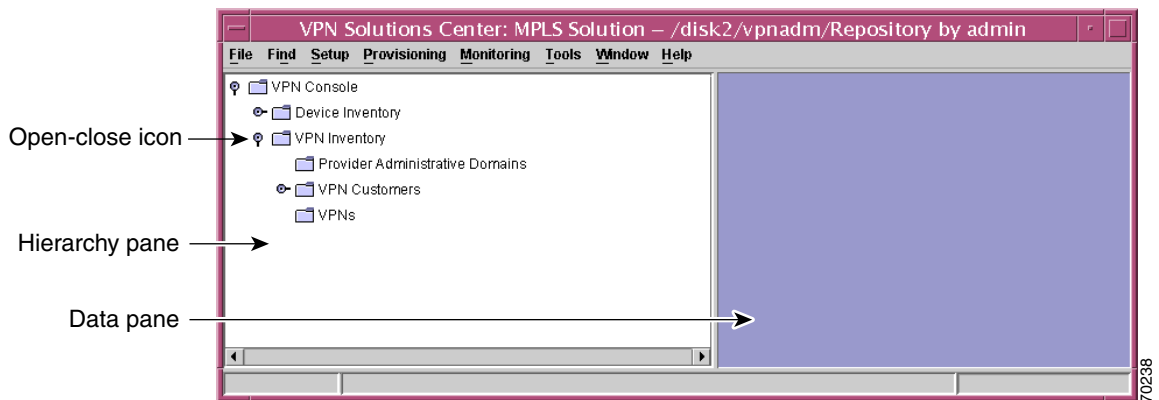 VPN Solutions Center: MPLS Solution – /disk2/vpnadm/Repository by admin
File Find Setup Provisioning Monitoring Tools Window Help
VPN Console
Device Inventory
Open-close icon
VPN Inventory
Provider Administrative Domains
VPN Customers
VPNs
Hierarchy pane
Data pane
70238